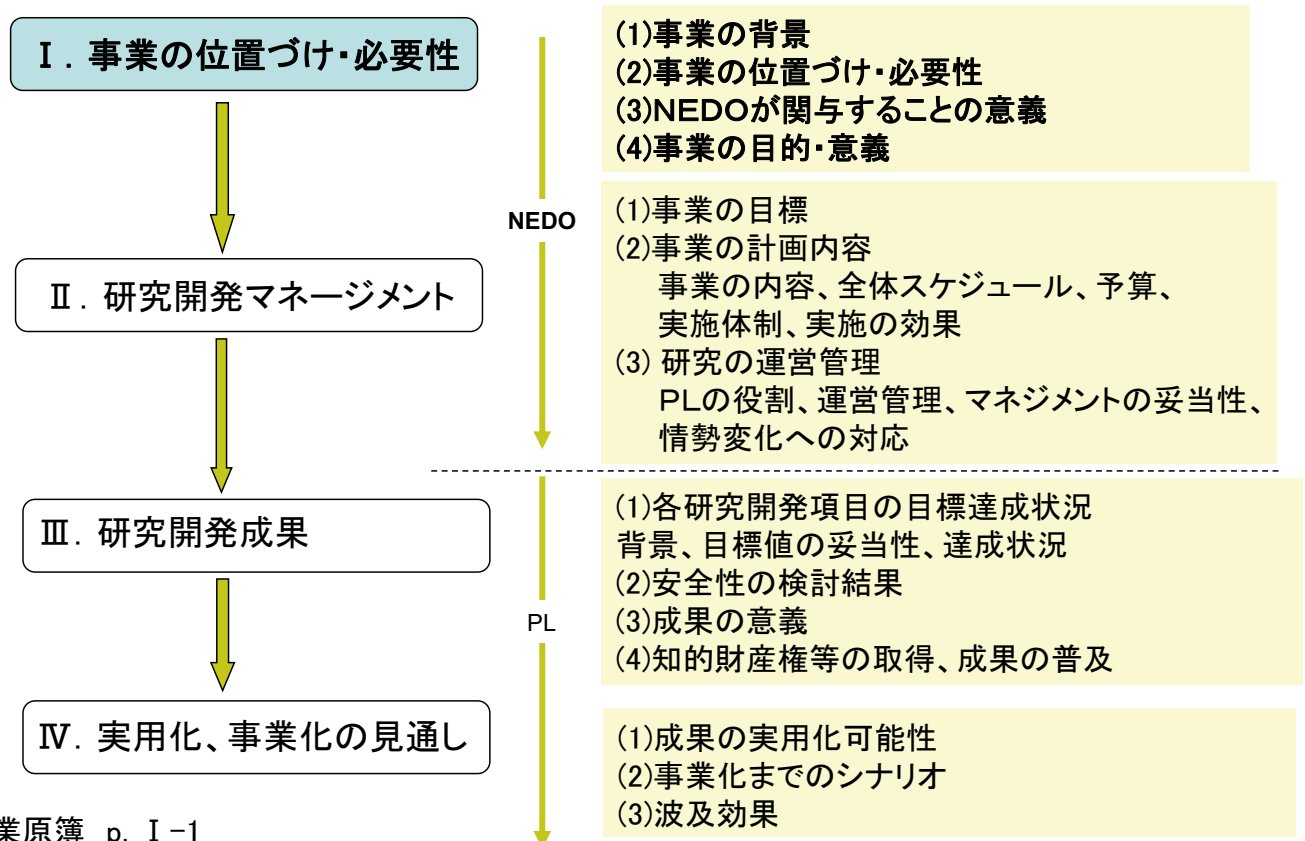 Ⅰ. 事業の位置づけ・必要性
(1)事業の背景
(2)事業の位置づけ・必要性
(3)NEDOが関与することの意義
(4)事業の目的・意義
NEDO
Ⅱ. 研究開発マネージメント
(1)事業の目標
(2)事業の計画内容
事業の内容、全体スケジュール、予算、
実施体制、実施の効果
(3) 研究の運営管理
PLの役割、運営管理、マネジメントの妥当性、
情勢変化への対応
Ⅲ. 研究開発成果
(1)各研究開発項目の目標達成状況
背景、目標値の妥当性、達成状況
(2)安全性の検討結果
(3)成果の意義
(4)知的財産権等の取得、成果の普及
PL
Ⅳ. 実用化、事業化の見通し
(1)成果の実用化可能性
(2)事業化までのシナリオ
(3)波及効果
業原簿 p. Ⅰ-1